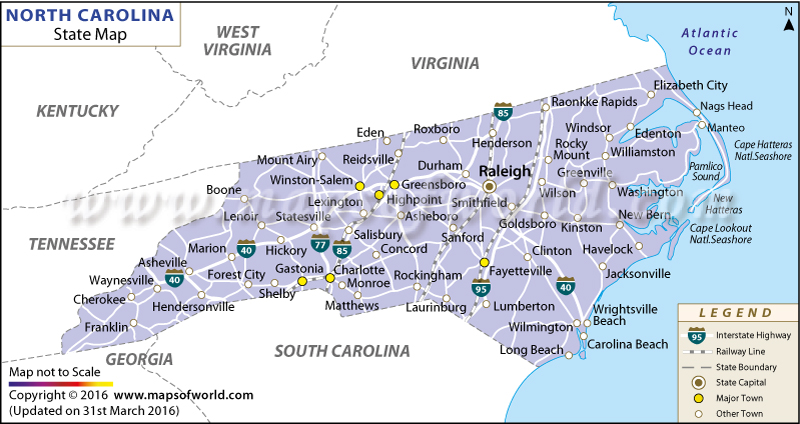 NORTH CAROLINA
State Map
N
WEST
VIRGINIA
VIRGINIA
KENTUCKY
TENNESSEE
GEORGIA
SOUTH CAROLINA
Atlantic
Ocean
Elizabeth City
Raonkke Rapids
Nags Head
Manteo
Windsor
Edenton
Cape Hatteras
Natl.Seashore
Roxboro
Eden
Henderson
Rocky
Mount
Williamston
Pamlico
Sound
Mount Airy
Reidsville
Durham
Raleigh
Greenville
Winston-Salem
Greensboro
Wilson
Washington
Boone
Lexington
Highpoint
Smithfield
New
Hatteras
Lenoir
Statesville
Asheboro
Goldsboro
Kinston
New Bern
Cape Lookout
Natl.Seashore
Salisbury
Sanford
Marion
Hickory
Concord
Clinton
Havelock
Asheville
Forest City
Gastonia
Charlotte
Rockingham
Fayetteville
Jacksonville
Waynesville
Shelby
Monroe
Cherokee
Hendersonville
Matthews
Laurinburg
Lumberton
Wrightsville
Beach
Franklin
Wilmington
Carolina Beach
Long Beach
85
77
85
40
40
95
40
www.mapsofworld.com
Map not to Scale
Copyright © 2016 www.mapsofworld.com
(Updated on 31st March 2016)
LEGEND
95 Interstate Highway
Railway Line
State Boundary
State Capital
Major Town
Other Town